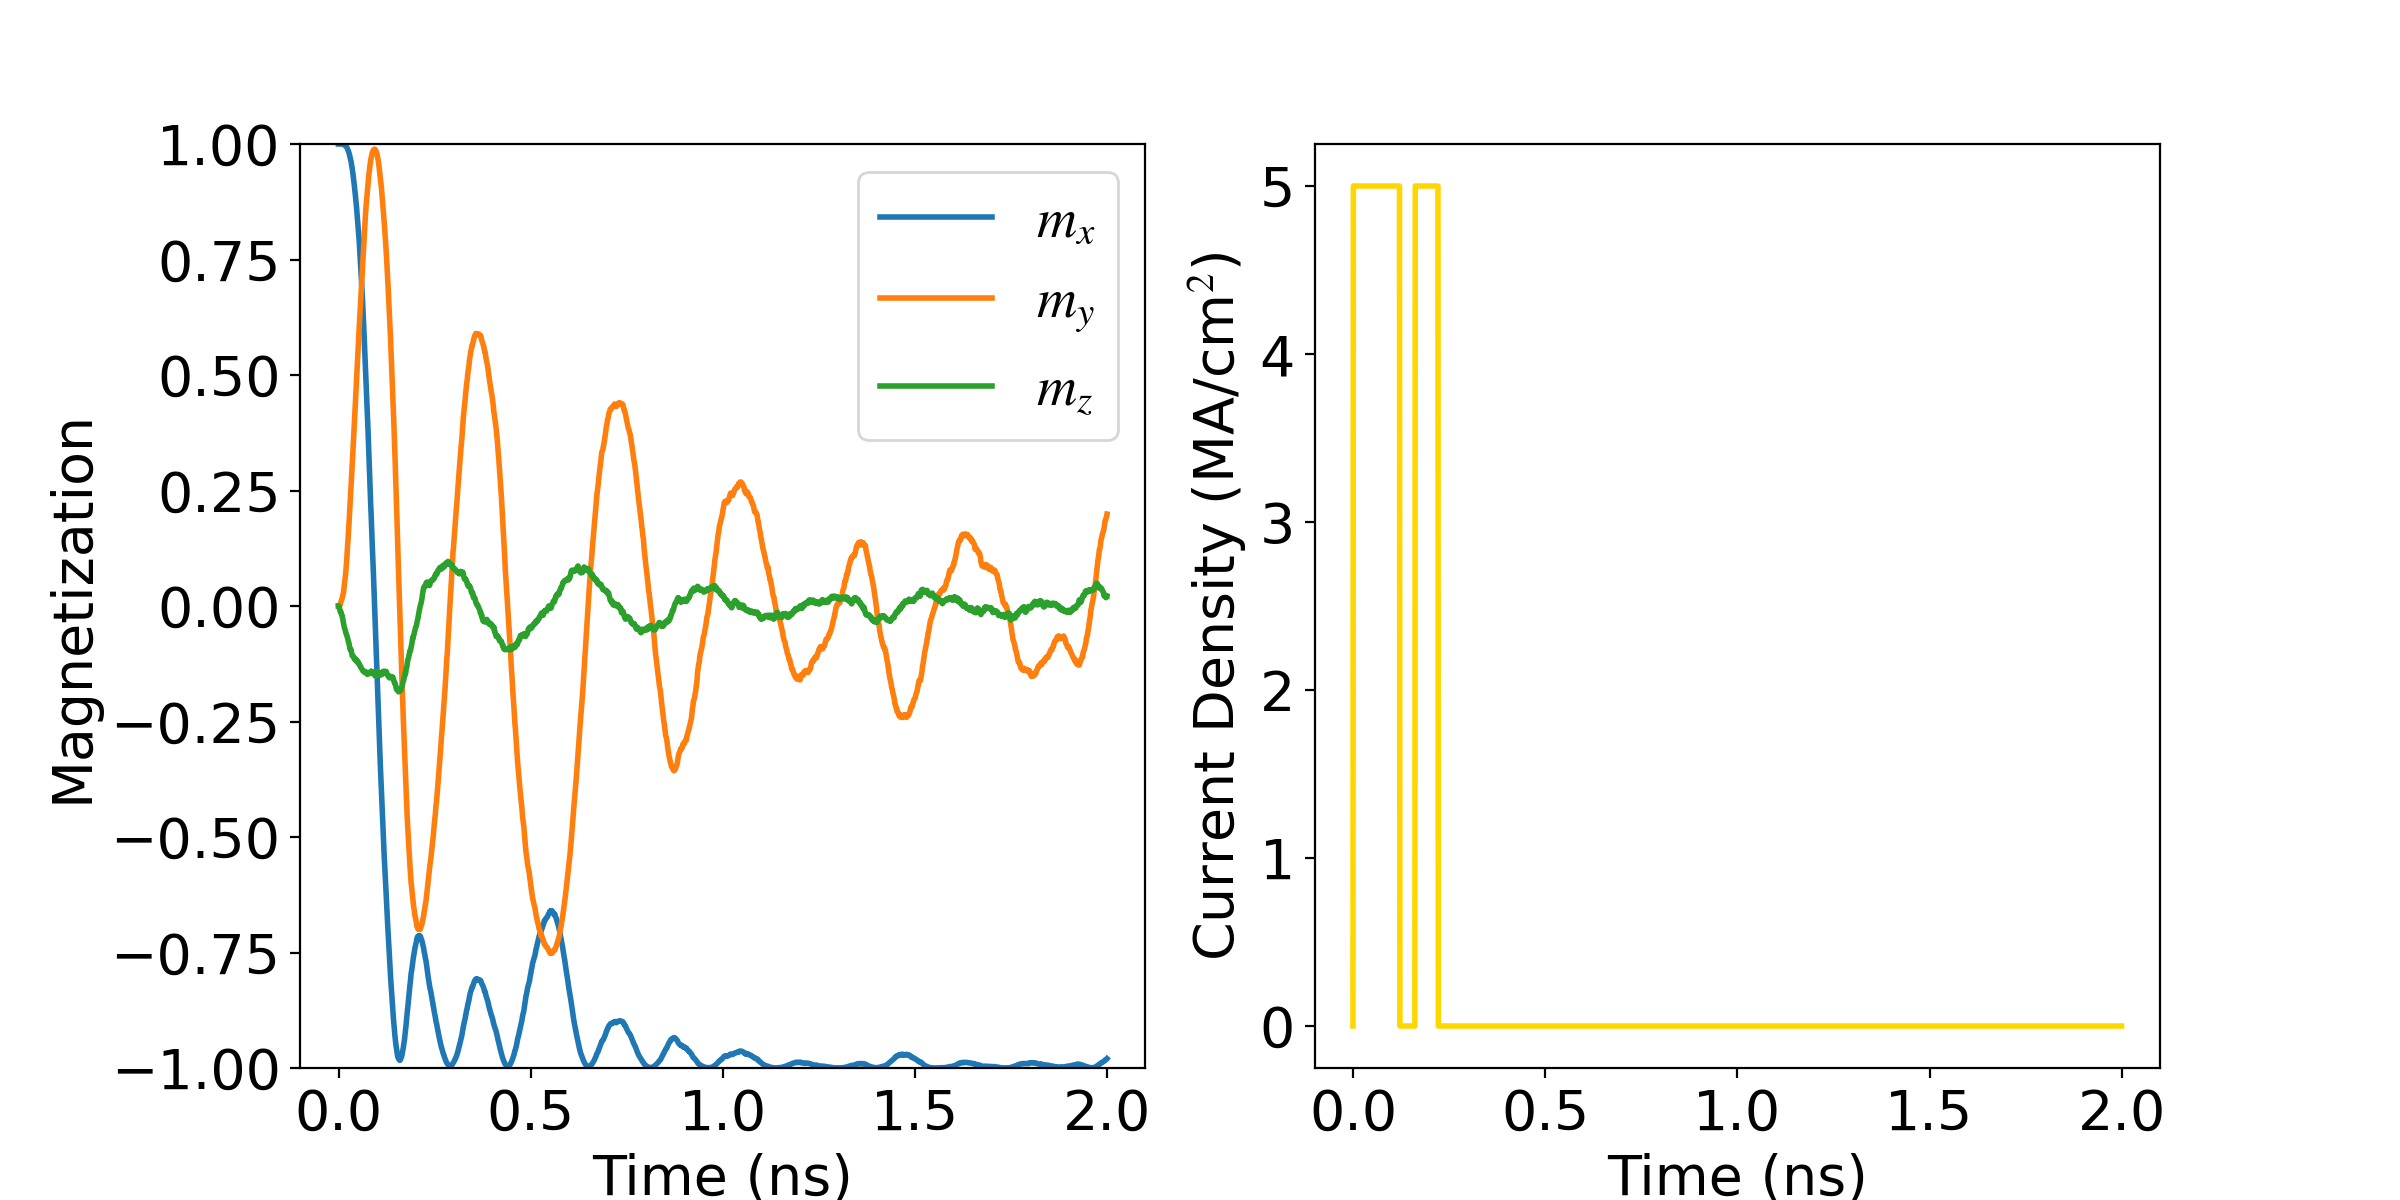 1.00
0.75
0.50
0.25
0.00
−0.25
−0.50
−0.75
−1.00
Magnetization
0.0 0.5 1.0 1.5 2.0
Time (ns)
m_x
m_y
m_z
5
4
3
2
1
0
Current Density (MA/cm²)
0.0 0.5 1.0 1.5 2.0
Time (ns)